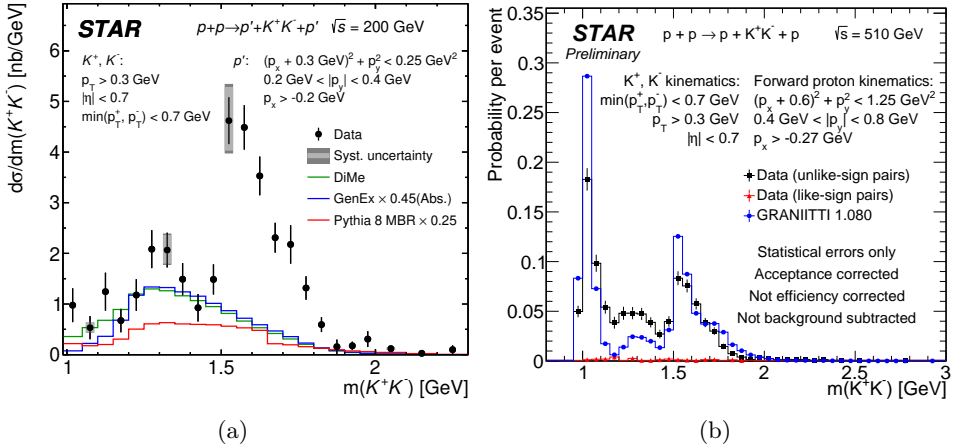 STAR
p+p→p'+K⁺K⁻+p' √s = 200 GeV
K⁺, K⁻:
p_T > 0.3 GeV
|η| < 0.7
min(p_T⁺,p_T⁻) < 0.7 GeV
p': (p_x + 0.3 GeV)² + p_y² < 0.25 GeV²
0.2 GeV < |p_y| < 0.4 GeV
p_x > -0.2 GeV
Data
Syst. uncertainty
DiMe
GenEx × 0.45(Abs.)
Pythia 8 MBR × 0.25
dσ/dm(K⁺K⁻) [nb/GeV]
6
5
4
3
2
1
0
1 1.5 2
m(K⁺K⁻) [GeV]
(a)
STAR
Preliminary
p + p → p + K⁺K⁻ + p √s = 510 GeV
K⁺, K⁻ kinematics:
min(p_T⁺,p_T⁻) < 0.7 GeV
p_T > 0.3 GeV
|η| < 0.7
Forward proton kinematics:
(p_x + 0.6)² + p_y² < 1.25 GeV²
0.4 GeV < |p_y| < 0.8 GeV
p_x > -0.27 GeV
Data (unlike-sign pairs)
Data (like-sign pairs)
GRANIITTI 1.080
Statistical errors only
Acceptance corrected
Not efficiency corrected
Not background subtracted
Probability per event
0.35
0.3
0.25
0.2
0.15
0.1
0.05
0
1 1.5 2 2.5 3
m(K⁺K⁻) [GeV]
(b)